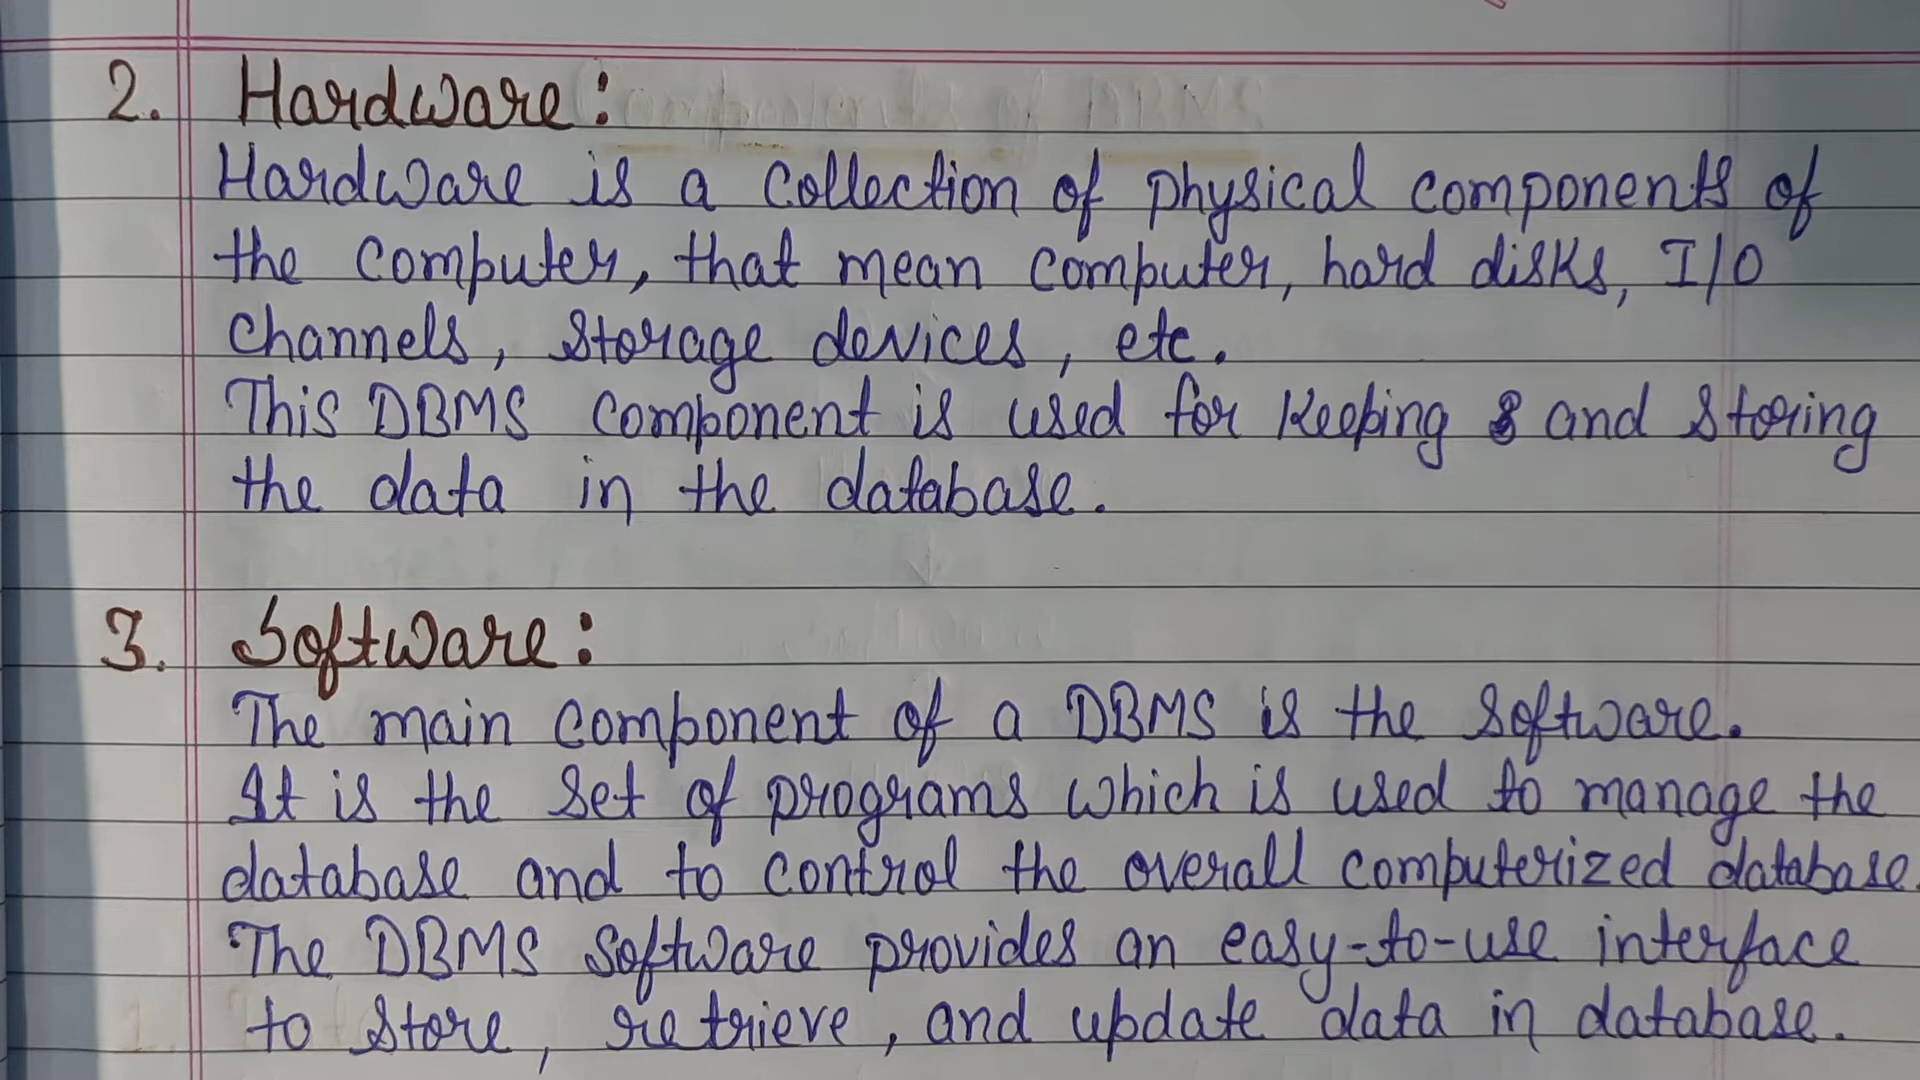 2. Hardware:
Hardware is a collection of physical components of
the computer, that mean computer, hard disks, I/O
channels, storage devices, etc.
This DBMS component is used for keeping and storing
the data in the database.
3. Software:
The main component of a DBMS is the software.
It is the set of programs which is used to manage the
database and to control the overall computerized database.
The DBMS software provides an easy-to-use interface
to store, retrieve, and update data in database.